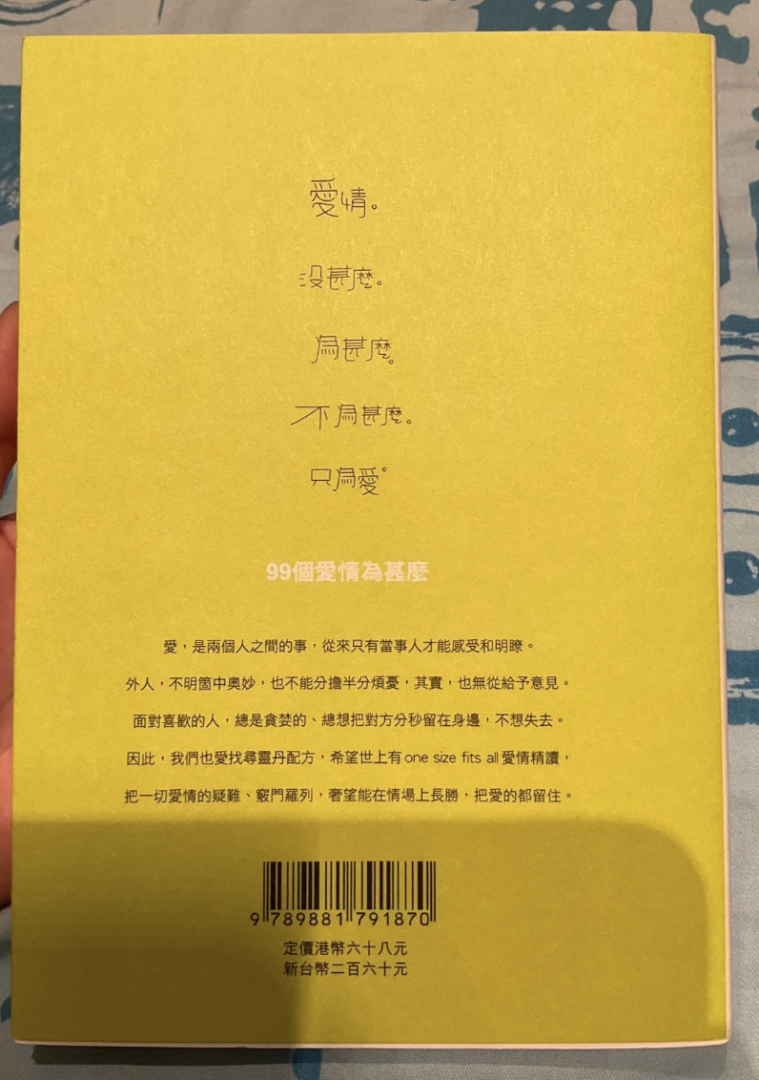 愛情。
沒甚麼。
為甚麼。
不為甚麼。
只為愛。
99個愛情為甚麼
愛，是兩個人之間的事，從來只有當事人才能感受和明瞭。
外人，不明箇中奧妙，也不能分擔半分煩憂，其實，也無從給予意見。
面對喜歡的人，總是貪婪的、總想把對方分秒留在身邊，不想失去。
因此，我們也愛找尋靈丹配方，希望世上有 one size fits all 愛情精讀，
把一切愛情的疑難、竅門羅列，奢望能在情場上長勝，把愛的都留住。
9 789881 791870
定價港幣六十八元
新台幣二百六十元